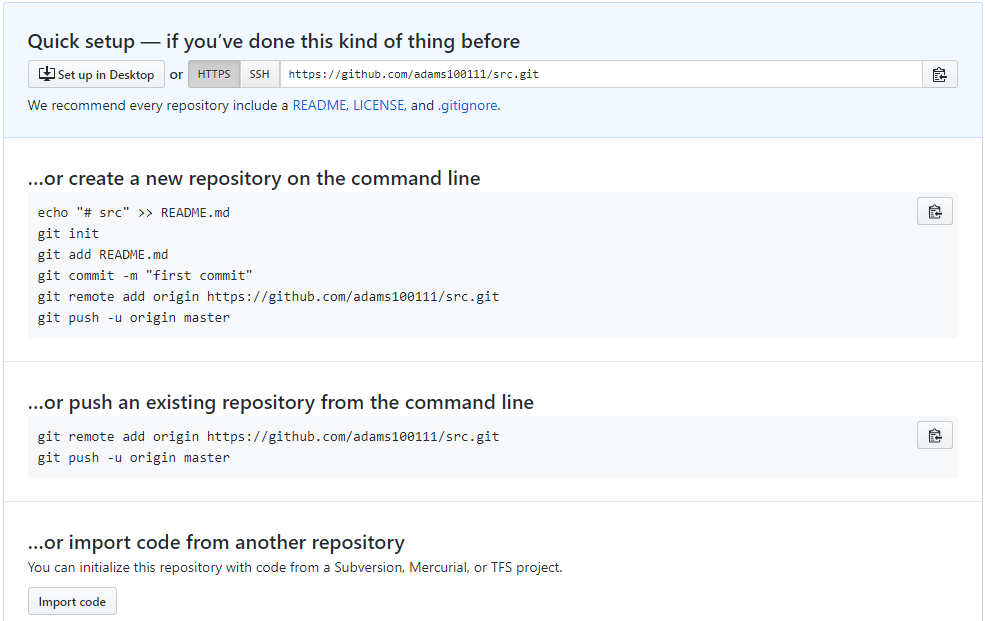 Quick setup — if you’ve done this kind of thing before
Set up in Desktop or HTTPS SSH https://github.com/adams100111/src.git
We recommend every repository include a README, LICENSE, and .gitignore.
…or create a new repository on the command line
echo "# src" >> README.md
git init
git add README.md
git commit -m "first commit"
git remote add origin https://github.com/adams100111/src.git
git push -u origin master
…or push an existing repository from the command line
git remote add origin https://github.com/adams100111/src.git
git push -u origin master
…or import code from another repository
You can initialize this repository with code from a Subversion, Mercurial, or TFS project.
Import code